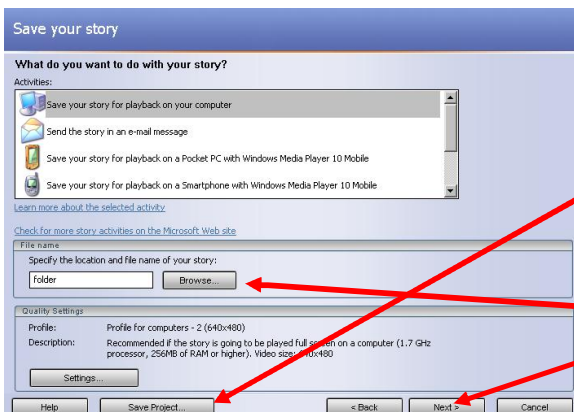 Save your story
What do you want to do with your story?
Activities:
Save your story for playback on your computer
Send the story in an e-mail message
Save your story for playback on a Pocket PC with Windows Media Player 10 Mobile
Save your story for playback on a Smartphone with Windows Media Player 10 Mobile
Learn more about the selected activity
Check for more story activities on the Microsoft Web site
File name
Specify the location and file name of your story:
folder Browse...
Quality Settings
Profile: Profile for computers - 2 (640x480)
Description: Recommended if the story is going to be played full screen on a computer (1.7 GHz
processor, 256MB of RAM or higher). Video size: 640x480
Settings...
Help Save Project... < Back Next > Cancel